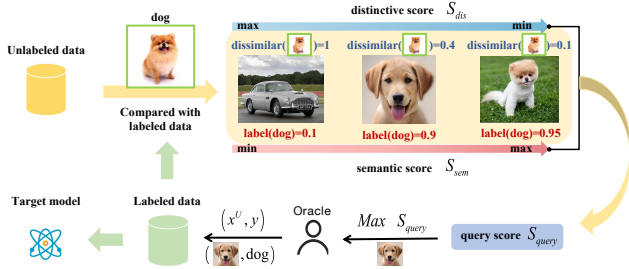 dog
distinctive score S_dis
max min
Unlabeled data
dissimilar( )=1 dissimilar( )=0.4 dissimilar( )=0.1
Compared with
labeled data
label(dog)=0.1 label(dog)=0.9 label(dog)=0.95
min max
semantic score S_sem
Target model
Labeled data
(x^U, y)
Oracle
Max S_query
query score S_query
( , dog)